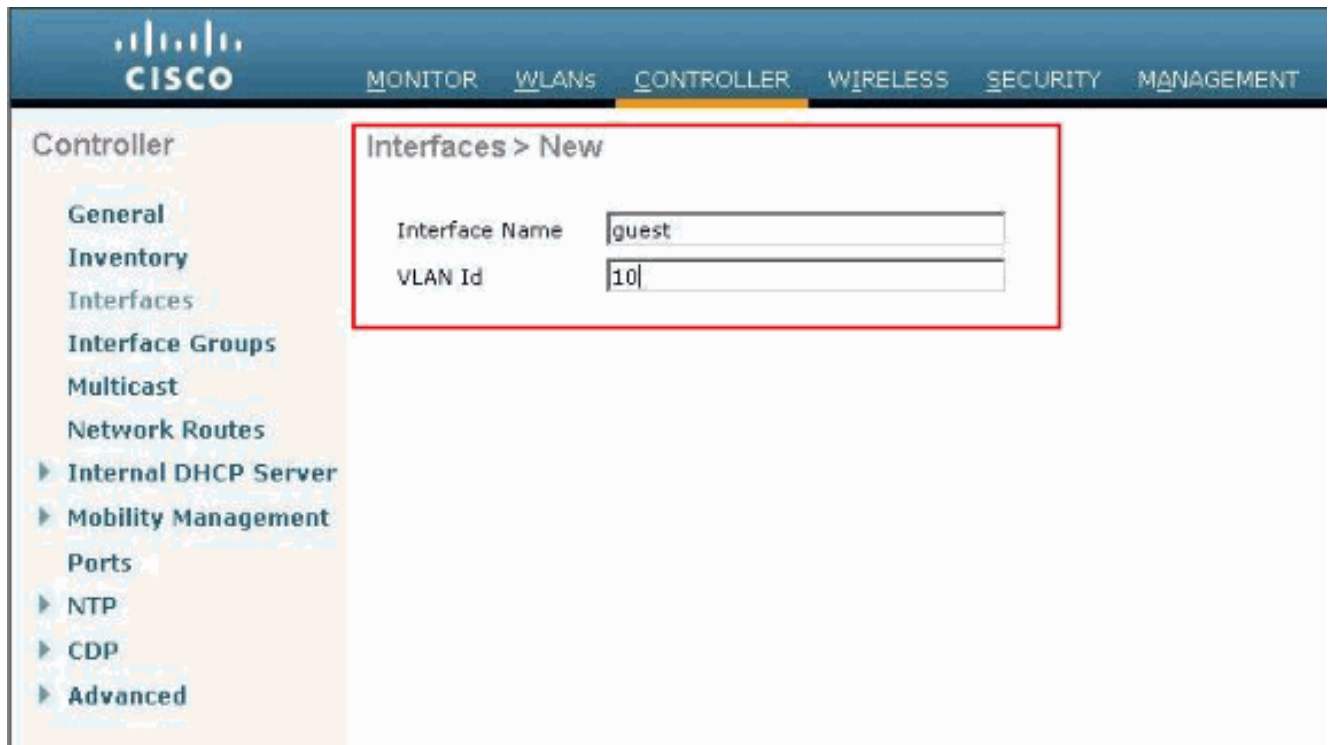 CISCO
MONITOR WLANs CONTROLLER WIRELESS SECURITY MANAGEMENT
Controller
General
Inventory
Interfaces
Interface Groups
Multicast
Network Routes
Internal DHCP Server
Mobility Management
Ports
NTP
CDP
Advanced
Interfaces > New
Interface Name guest
VLAN Id 10